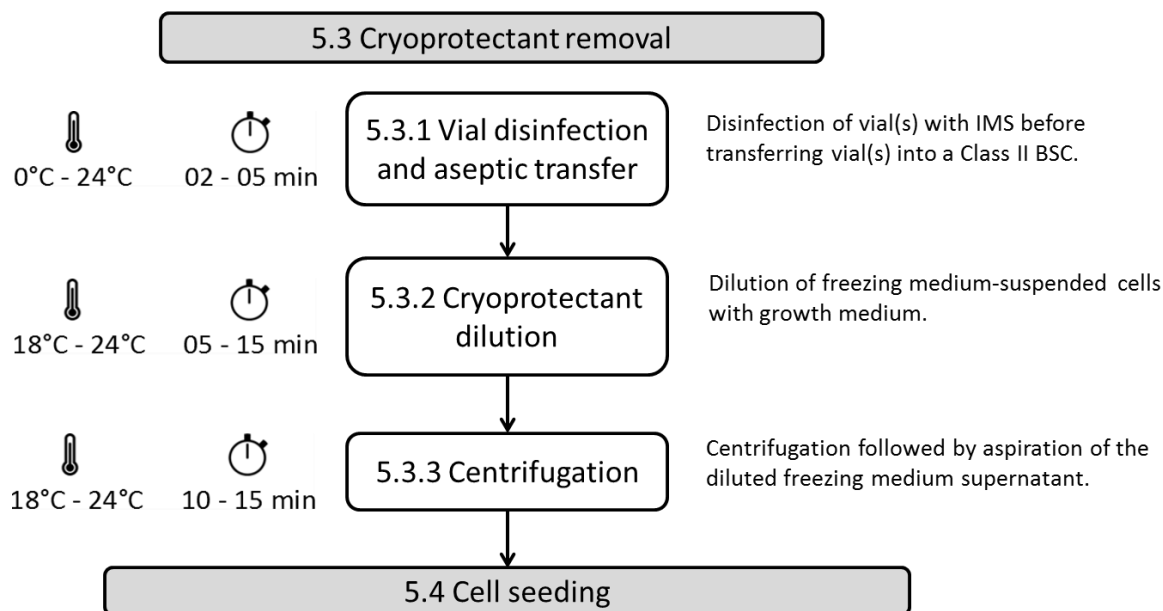 5.3 Cryoprotectant removal
0°C - 24°C
02 - 05 min
5.3.1 Vial disinfection
and aseptic transfer
Disinfection of vial(s) with IMS before
transferring vial(s) into a Class II BSC.
18°C - 24°C
05 - 15 min
5.3.2 Cryoprotectant
dilution
Dilution of freezing medium-suspended cells
with growth medium.
18°C - 24°C
10 - 15 min
5.3.3 Centrifugation
Centrifugation followed by aspiration of the
diluted freezing medium supernatant.
5.4 Cell seeding